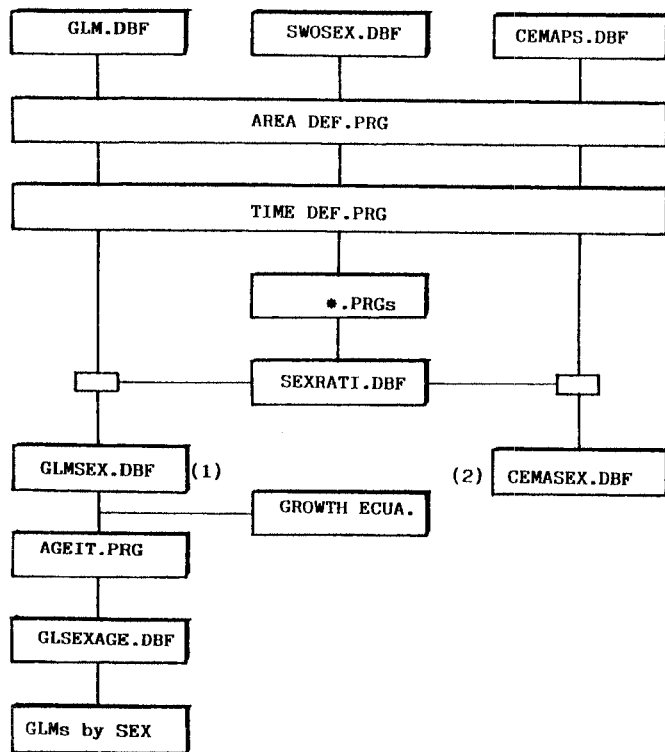 GLM.DBF
SWOSEX.DBF
CEMAPS.DBF
AREA DEF.PRG
TIME DEF.PRG
*.PRGs
SEXRATI.DBF
GLMSEX.DBF (1)
(2) CEMASEX.DBF
GROWTH ECUA.
AGEIT.PRG
GLSEXAGE.DBF
GLMs by SEX